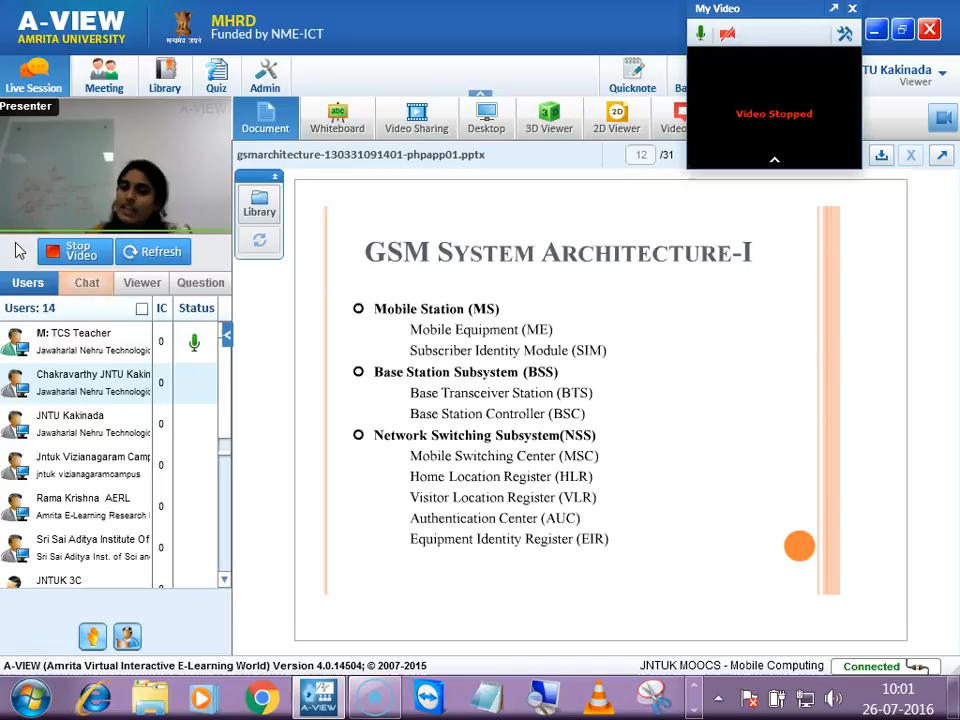 A-VIEW
AMRITA UNIVERSITY
MHRD
Funded by NME-ICT
My Video
Video Stopped
TU Kakinada
Viewer
Live Session
Meeting
Library
Quiz
Admin
Quicknote
Presenter
A-VIEW
Document
Whiteboard
Video Sharing
Desktop
3D Viewer
2D Viewer
Video
gsmarchitecture-130331091401-phpapp01.pptx
12 /31
Library
Stop Video
Refresh
Users
Chat
Viewer
Question
Users: 14
IC
Status
M: TCS Teacher
Jawaharlal Nehru Technologic
0
Chakravarthy JNTU Kakin
Jawaharlal Nehru Technologic
0
JNTU Kakinada
Jawaharlal Nehru Technologic
0
Jntuk Vizianagaram Camp
jntuk vizianagaramcampus
0
Rama Krishna AERL
Amrita E-Learning Research
0
Sri Sai Aditya Institute Of
Sri Sai Aditya Inst. of Sci an
0
JNTUK 3C
GSM SYSTEM ARCHITECTURE-I
Mobile Station (MS)
Mobile Equipment (ME)
Subscriber Identity Module (SIM)
Base Station Subsystem (BSS)
Base Transceiver Station (BTS)
Base Station Controller (BSC)
Network Switching Subsystem(NSS)
Mobile Switching Center (MSC)
Home Location Register (HLR)
Visitor Location Register (VLR)
Authentication Center (AUC)
Equipment Identity Register (EIR)
A-VIEW (Amrita Virtual Interactive E-Learning World) Version 4.0.14504; © 2007-2015
JNTUK MOOCS - Mobile Computing
Connected
A-VIEW
10:01
26-07-2016